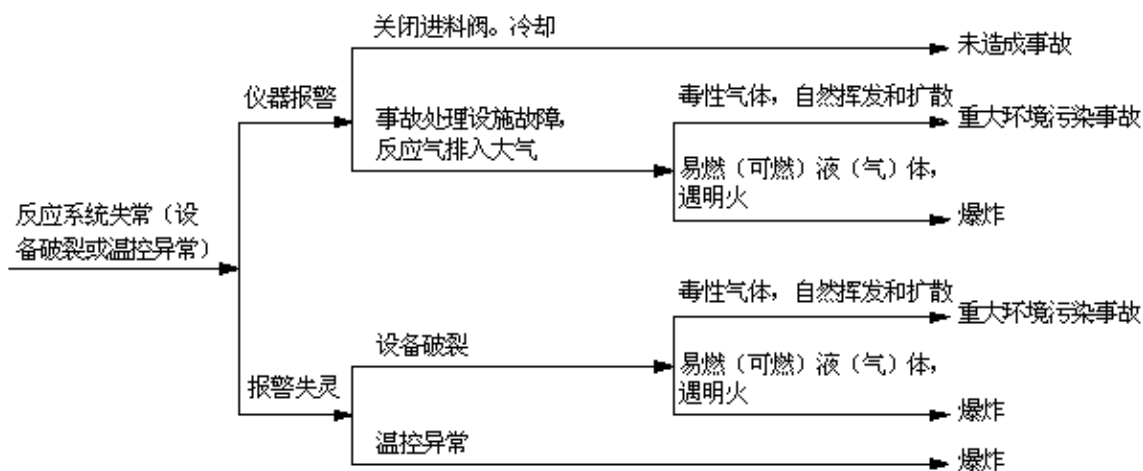 关闭进料阀。冷却
未造成事故
仪器报警
毒性气体，自然挥发和扩散
重大环境污染事故
事故处理设施故障，
反应气排入大气
易燃（可燃）液（气）体，
遇明火
爆炸
反应系统失常（设
备破裂或温控异常）
毒性气体，自然挥发和扩散
重大环境污染事故
设备破裂
易燃（可燃）液（气）体，
遇明火
爆炸
报警失灵
温控异常
爆炸